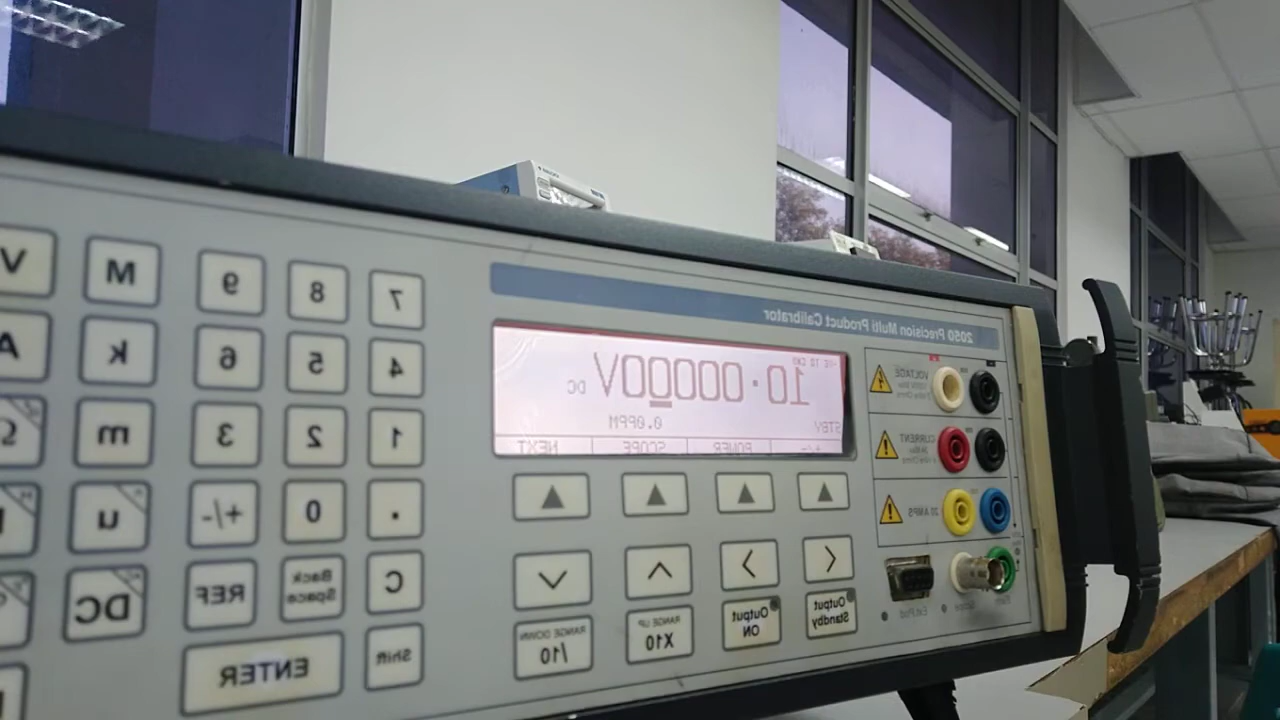 2050 Precision Multi Product Calibrator
10.00000V DC
STBY 0.0PPM
+/- POWER SCOPE NEXT
VOLTAGE
CURRENT
20 AMPS
7 8 9 M V
4 5 6 k A
1 2 3 m Ω
. 0 +/- u
C Back Space REF DC
Shift ENTER
Output Standby
Output ON
RANGE UP X10
RANGE DOWN /10
Ext Port